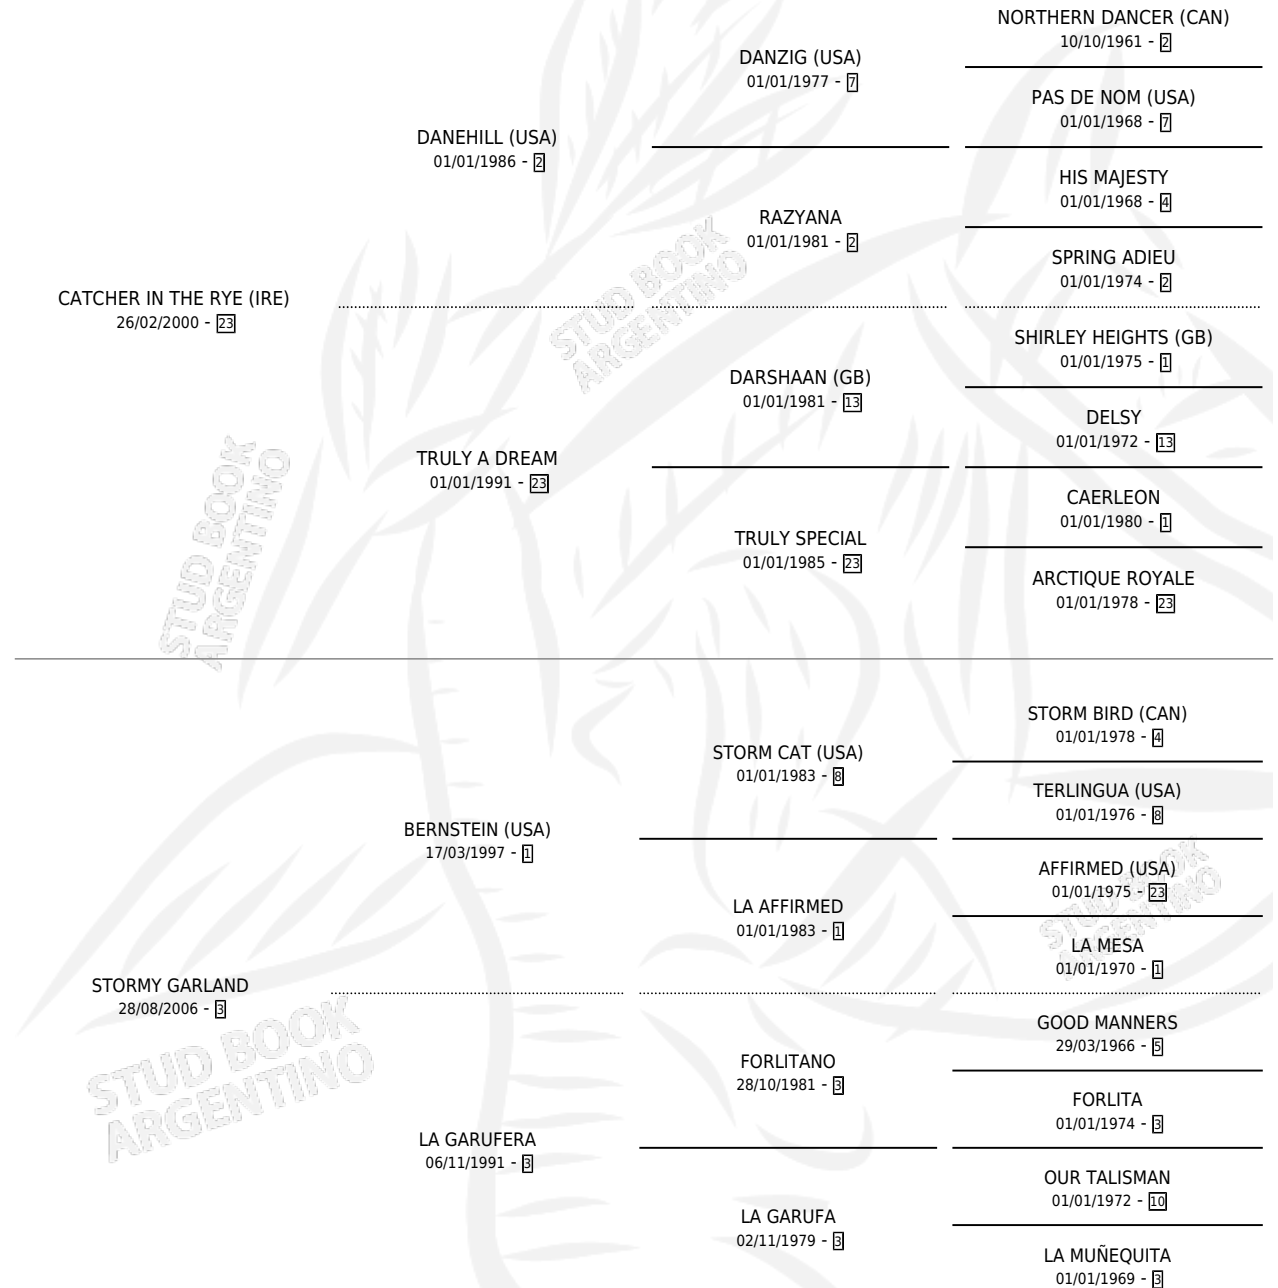 NORTHERN DANCER (CAN)
10/10/1961 - 2
DANZIG (USA)
01/01/1977 - 7
PAS DE NOM (USA)
01/01/1968 - 7
DANEHILL (USA)
01/01/1986 - 2
HIS MAJESTY
01/01/1968 - 4
RAZYANA
01/01/1981 - 2
SPRING ADIEU
01/01/1974 - 2
CATCHER IN THE RYE (IRE)
26/02/2000 - 23
STUD BOOK
ARGENTINO
SHIRLEY HEIGHTS (GB)
01/01/1975 - 1
DARSHAAN (GB)
01/01/1981 - 13
DELSY
01/01/1972 - 13
TRULY A DREAM
01/01/1991 - 23
CAERLEON
01/01/1980 - 1
TRULY SPECIAL
01/01/1985 - 23
ARCTIQUE ROYALE
01/01/1978 - 23
STUD BOOK
ARGENTINO
STORM BIRD (CAN)
01/01/1978 - 4
STORM CAT (USA)
01/01/1983 - 8
TERLINGUA (USA)
01/01/1976 - 8
BERNSTEIN (USA)
17/03/1997 - 1
AFFIRMED (USA)
01/01/1975 - 23
LA AFFIRMED
01/01/1983 - 1
LA MESA
01/01/1970 - 1
STUD BOOK
ARGENTINO
STORMY GARLAND
28/08/2006 - 3
GOOD MANNERS
29/03/1966 - 5
FORLITANO
28/10/1981 - 3
FORLITA
01/01/1974 - 3
STUD BOOK
ARGENTINO
LA GARUFERA
06/11/1991 - 3
OUR TALISMAN
01/01/1972 - 10
LA GARUFA
02/11/1979 - 3
LA MUÑEQUITA
01/01/1969 - 3